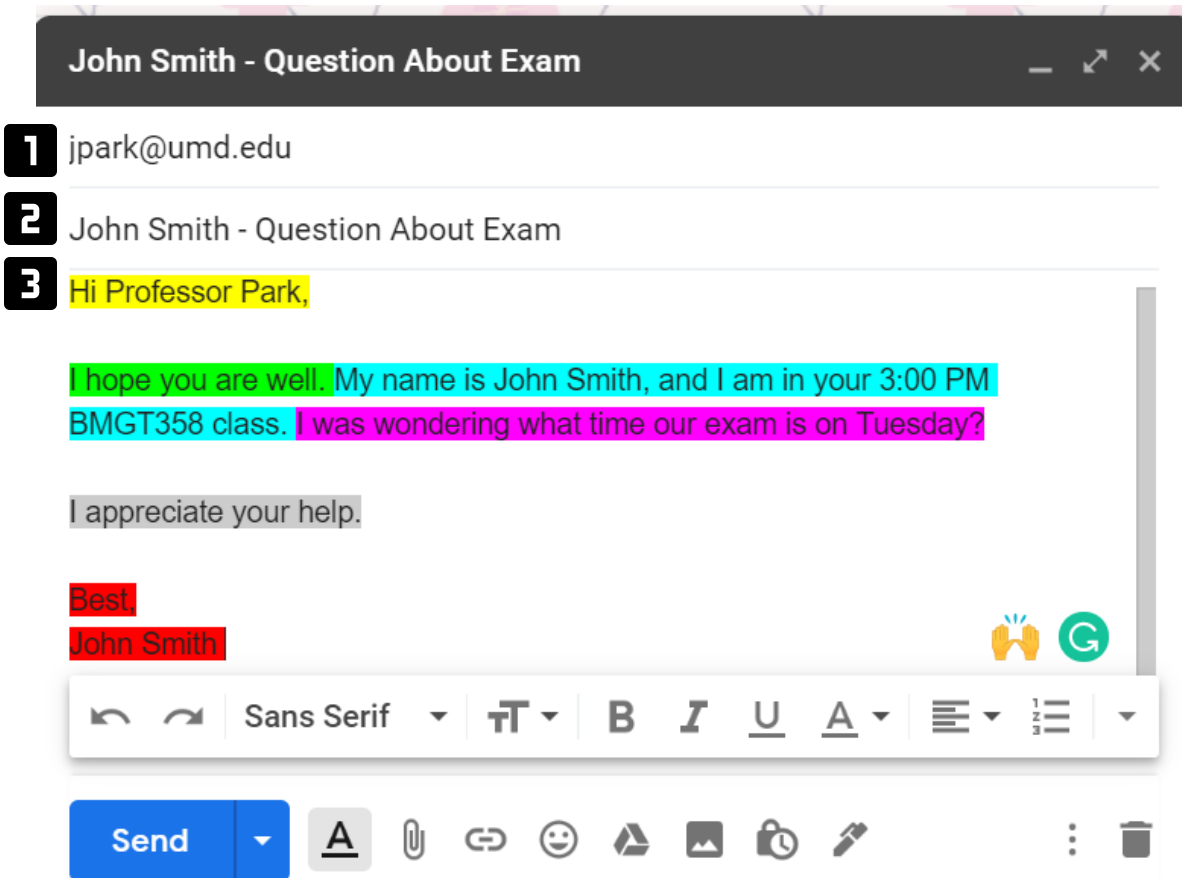 John Smith - Question About Exam
1 jpark@umd.edu
2 John Smith - Question About Exam
3 Hi Professor Park,
I hope you are well. My name is John Smith, and I am in your 3:00 PM
BMGT358 class. I was wondering what time our exam is on Tuesday?
I appreciate your help.
Best,
John Smith
Sans Serif
Send